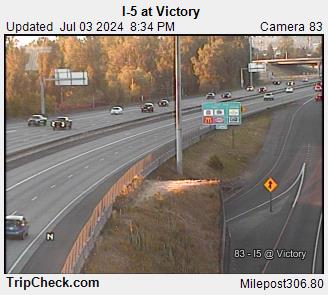 I-5 at Victory
Updated  Jul 03 2024  8:34 PM
Camera 83
N
83 - I5 @ Victory
TripCheck.com
Milepost306.80